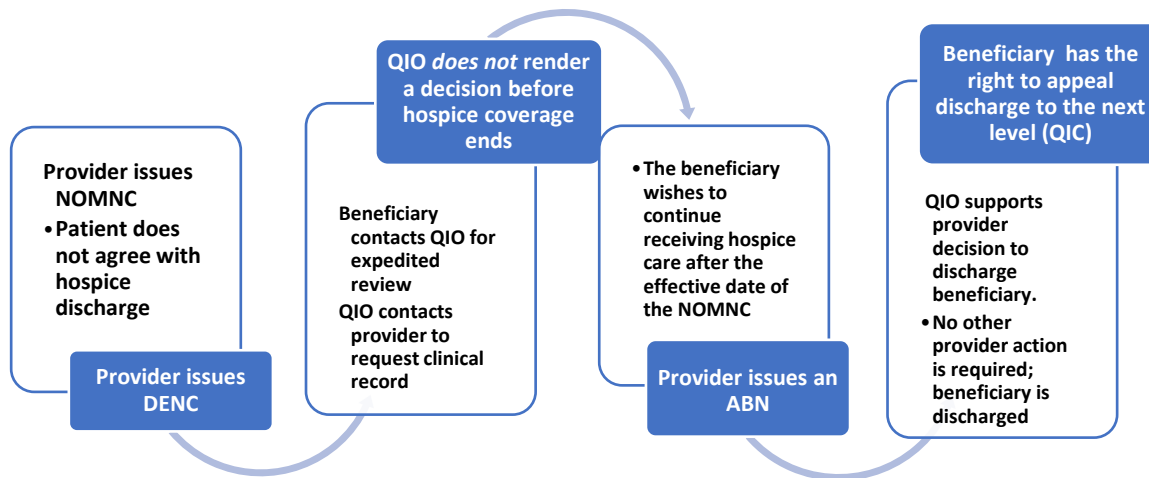 Provider issues
NOMNC
•Patient does
not agree with
hospice
discharge
Provider issues
DENC
QIO does not render
a decision before
hospice coverage
ends
Beneficiary
contacts QIO for
expedited
review
QIO contacts
provider to
request clinical
record
•The beneficiary
wishes to
continue
receiving hospice
care after the
effective date of
the NOMNC
Provider issues an
ABN
Beneficiary has the
right to appeal
discharge to the next
level (QIC)
QIO supports
provider
decision to
discharge
beneficiary.
•No other
provider action
is required;
beneficiary is
discharged